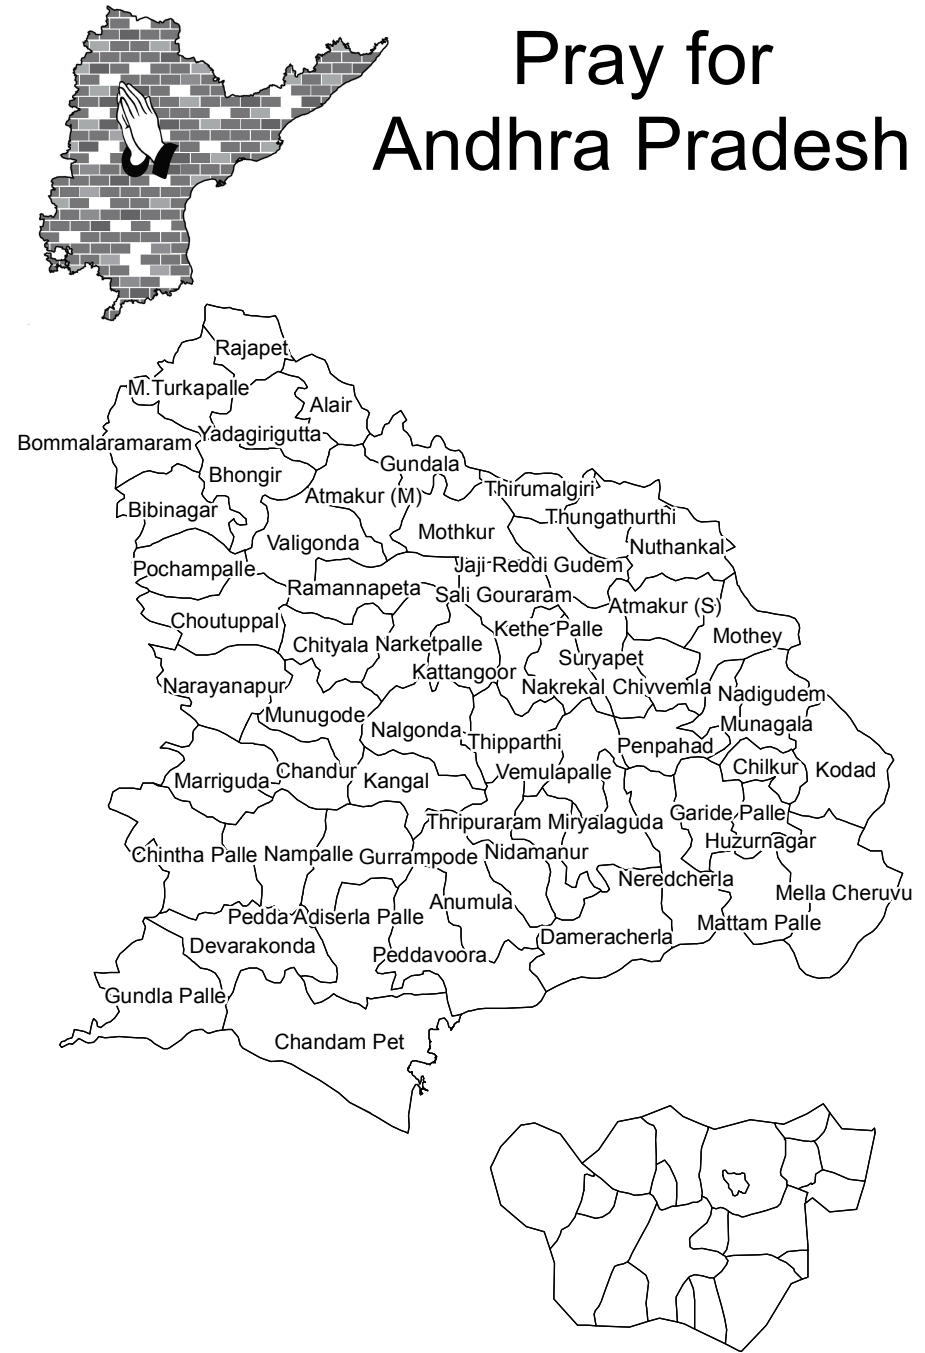 Pray for
Andhra Pradesh
Rajapet
M.Turkapalle
Alair
Bommalaramaram
Yadagirigutta
Gundala
Bhongir
Thirumalgiri
Atmakur (M)
Bibinagar
Thungathurthi
Mothkur
Valigonda
Nuthankal
Pochampalle
Jaji-Reddi Gudem
Ramannapeta
Sali Gouraram
Atmakur (S)
Choutuppal
Kethe Palle
Mothey
Chityala
Narketpalle
Suryapet
Kattangoor
Narayanapur
Nakrekal
Chivvemla
Nadigudem
Munugode
Munagala
Nalgonda
Thipparthi
Penpahad
Chandur
Vemulapalle
Chilkur
Kodad
Marriguda
Kangal
Garide Palle
Thripuraram
Miryalaguda
Huzurnagar
Chintha Palle
Nampalle
Gurrampode
Nidamanur
Neredcherla
Mella Cheruvu
Anumula
Pedda Adiserla Palle
Mattam Palle
Devarakonda
Dameracherla
Peddavoora
Gundla Palle
Chandam Pet